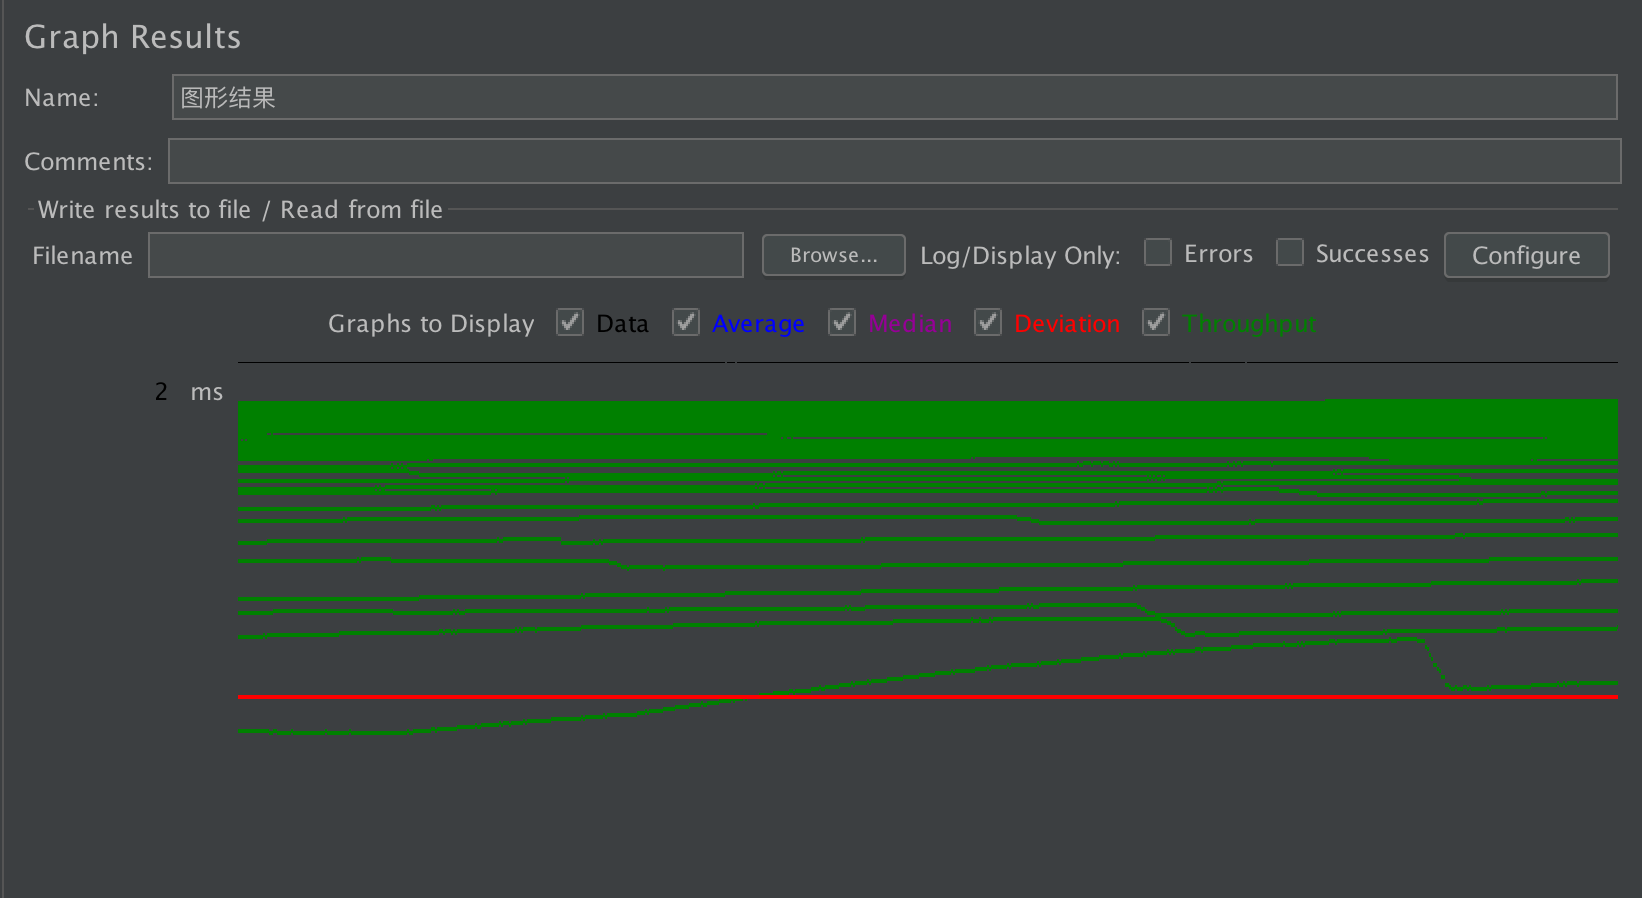 Graph Results
Name: 图形结果
Comments:
Write results to file / Read from file
Filename Browse... Log/Display Only: Errors Successes Configure
Graphs to Display Data Average Median Deviation Throughput
2 ms